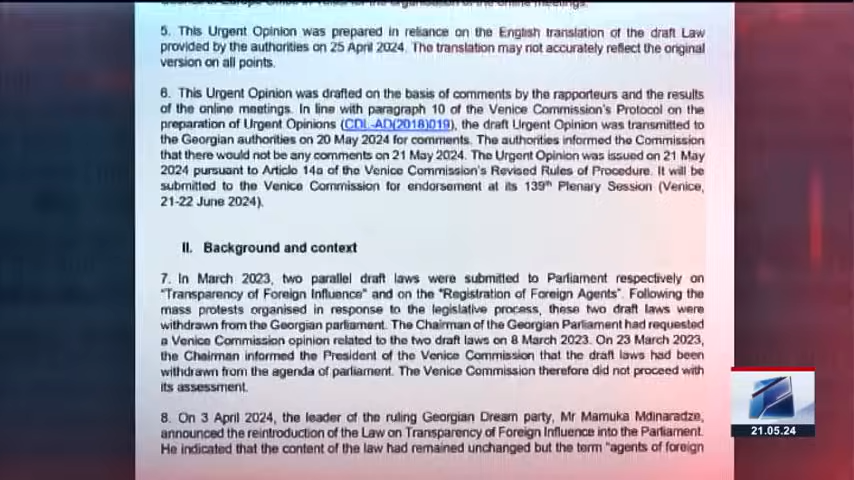 5. This Urgent Opinion was prepared in reliance on the English translation of the draft Law
provided by the authorities on 25 April 2024. The translation may not accurately reflect the original
version on all points.
6. This Urgent Opinion was drafted on the basis of comments by the rapporteurs and the results
of the online meetings. In line with paragraph 10 of the Venice Commission's Protocol on the
preparation of Urgent Opinions (CDL-AD(2018)019), the draft Urgent Opinion was transmitted to
the Georgian authorities on 20 May 2024 for comments. The authorities informed the Commission
that there would not be any comments on 21 May 2024. The Urgent Opinion was issued on 21 May
2024 pursuant to Article 14a of the Venice Commission's Revised Rules of Procedure. It will be
submitted to the Venice Commission for endorsement at its 139th Plenary Session (Venice,
21-22 June 2024).
II. Background and context
7. In March 2023, two parallel draft laws were submitted to Parliament respectively on
"Transparency of Foreign Influence" and on the "Registration of Foreign Agents". Following the
mass protests organised in response to the legislative process, these two draft laws were
withdrawn from the Georgian parliament. The Chairman of the Georgian Parliament had requested
a Venice Commission opinion related to the two draft laws on 8 March 2023. On 23 March 2023,
the Chairman informed the President of the Venice Commission that the draft laws had been
withdrawn from the agenda of parliament. The Venice Commission therefore did not proceed with
its assessment.
8. On 3 April 2024, the leader of the ruling Georgian Dream party, Mr Mamuka Mdinaradze,
announced the reintroduction of the Law on Transparency of Foreign Influence into the Parliament.
He indicated that the content of the law had remained unchanged but the term "agents of foreign
21.05.24